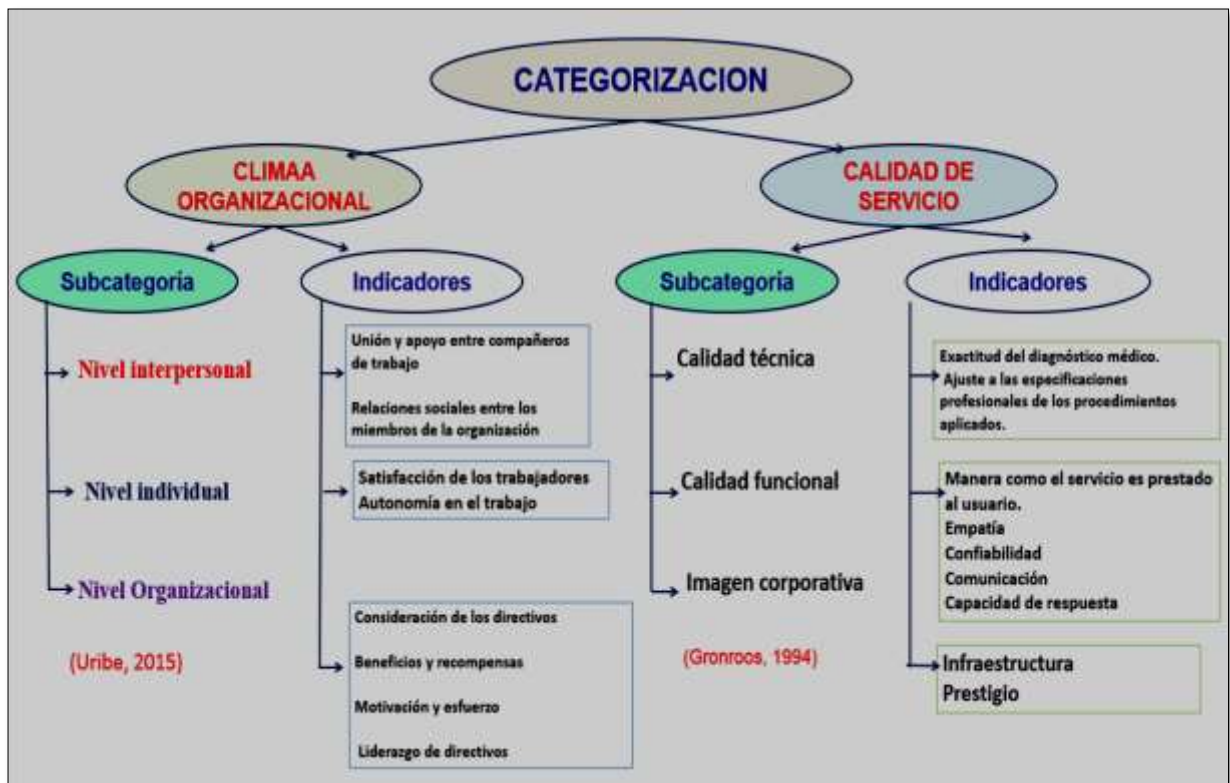 CATEGORIZACION
CLIMAA
ORGANIZACIONAL
Subcategoría
Nivel interpersonal
Nivel individual
Nivel Organizacional
(Uribe, 2015)
Indicadores
Unión y apoyo entre compañeros
de trabajo
Relaciones sociales entre los
miembros de la organización
Satisfacción de los trabajadores
Autonomía en el trabajo
Consideración de los directivos
Beneficios y recompensas
Motivación y esfuerzo
Liderazgo de directivos
CALIDAD DE
SERVICIO
Subcategoría
Calidad técnica
Calidad funcional
Imagen corporativa
(Gronroos, 1994)
Indicadores
Exactitud del diagnóstico médico.
Ajuste a las especificaciones
profesionales de los procedimientos
aplicados.
Manera como el servicio es prestado
al usuario.
Empatía
Confiabilidad
Comunicación
Capacidad de respuesta
Infraestructura
Prestigio